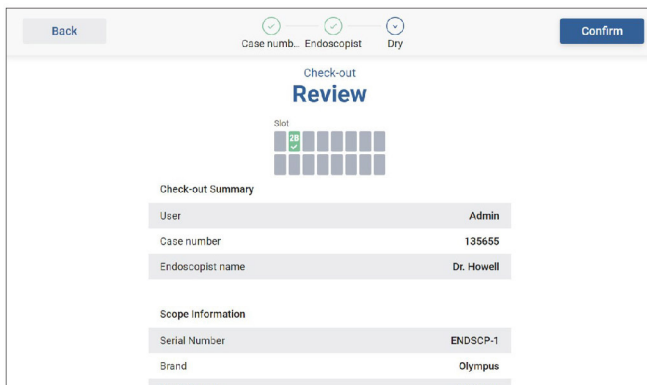 Back
Confirm
Case numb... Endoscopist Dry
Check-out
Review
Slot
2B
Check-out Summary
User Admin
Case number 135655
Endoscopist name Dr. Howell
Scope Information
Serial Number ENDSCP-1
Brand Olympus